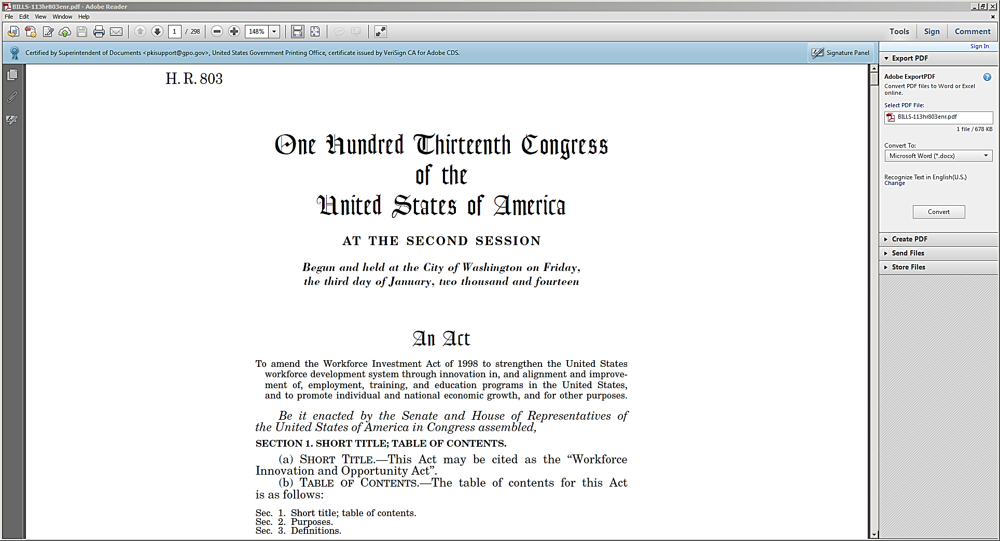 BILLS-113hr803enr.pdf - Adobe Reader
File Edit View Window Help
1 / 298 148% Tools Sign Comment
Certified by Superintendent of Documents <pkisupport@gpo.gov>, United States Government Printing Office, certificate issued by VeriSign CA for Adobe CDS.
Signature Panel
H. R. 803
One Hundred Thirteenth Congress
of the
United States of America
AT THE SECOND SESSION
Begun and held at the City of Washington on Friday,
the third day of January, two thousand and fourteen
An Act
To amend the Workforce Investment Act of 1998 to strengthen the United States
workforce development system through innovation in, and alignment and improve-
ment of, employment, training, and education programs in the United States,
and to promote individual and national economic growth, and for other purposes.
Be it enacted by the Senate and House of Representatives of
the United States of America in Congress assembled,
SECTION 1. SHORT TITLE; TABLE OF CONTENTS.
(a) SHORT TITLE.—This Act may be cited as the “Workforce
Innovation and Opportunity Act”.
(b) TABLE OF CONTENTS.—The table of contents for this Act
is as follows:
Sec. 1. Short title; table of contents.
Sec. 2. Purposes.
Sec. 3. Definitions.
Sign In
Export PDF
Adobe ExportPDF
Convert PDF files to Word or Excel
online.
Select PDF File:
BILLS-113hr803enr.pdf
1 file / 678 KB
Convert To:
Microsoft Word (*.docx)
Recognize Text in English(U.S.)
Change
Convert
Create PDF
Send Files
Store Files